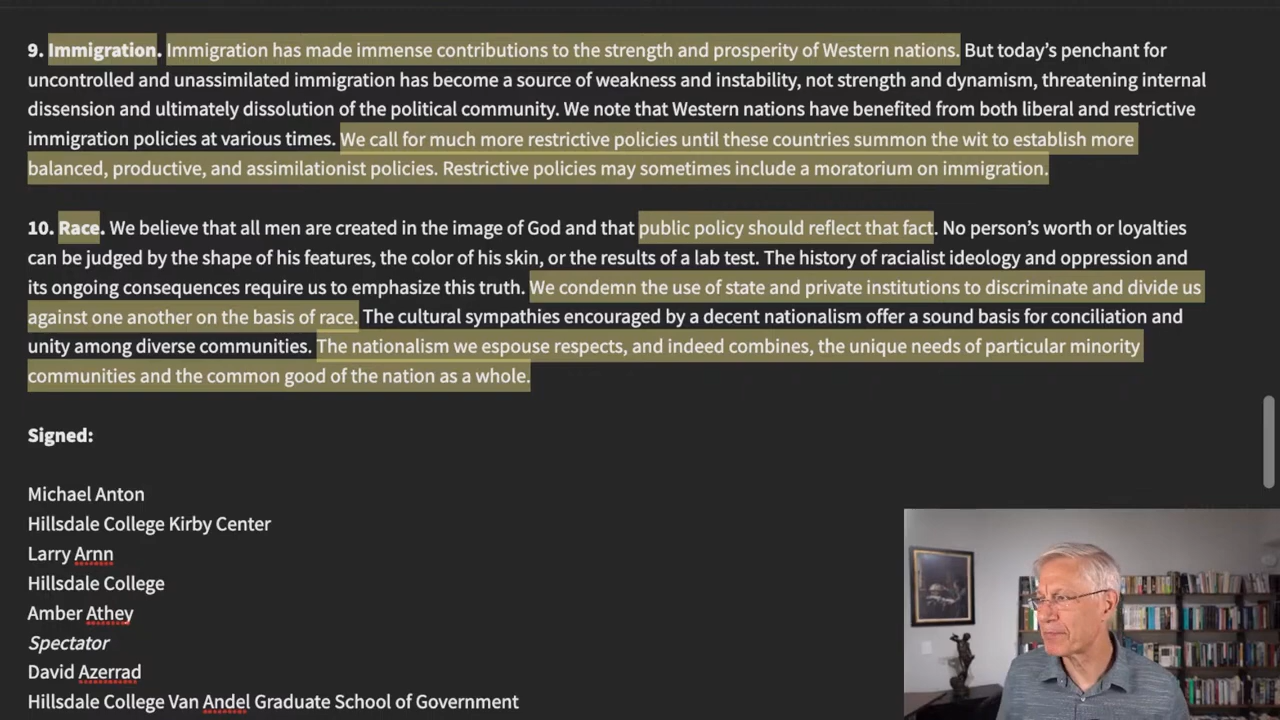 9. Immigration. Immigration has made immense contributions to the strength and prosperity of Western nations. But today's penchant for
uncontrolled and unassimilated immigration has become a source of weakness and instability, not strength and dynamism, threatening internal
dissension and ultimately dissolution of the political community. We note that Western nations have benefited from both liberal and restrictive
immigration policies at various times. We call for much more restrictive policies until these countries summon the wit to establish more
balanced, productive, and assimilationist policies. Restrictive policies may sometimes include a moratorium on immigration.
10. Race. We believe that all men are created in the image of God and that public policy should reflect that fact. No person's worth or loyalties
can be judged by the shape of his features, the color of his skin, or the results of a lab test. The history of racialist ideology and oppression and
its ongoing consequences require us to emphasize this truth. We condemn the use of state and private institutions to discriminate and divide us
against one another on the basis of race. The cultural sympathies encouraged by a decent nationalism offer a sound basis for conciliation and
unity among diverse communities. The nationalism we espouse respects, and indeed combines, the unique needs of particular minority
communities and the common good of the nation as a whole.
Signed:
Michael Anton
Hillsdale College Kirby Center
Larry Arnn
Hillsdale College
Amber Athey
Spectator
David Azerrad
Hillsdale College Van Andel Graduate School of Government